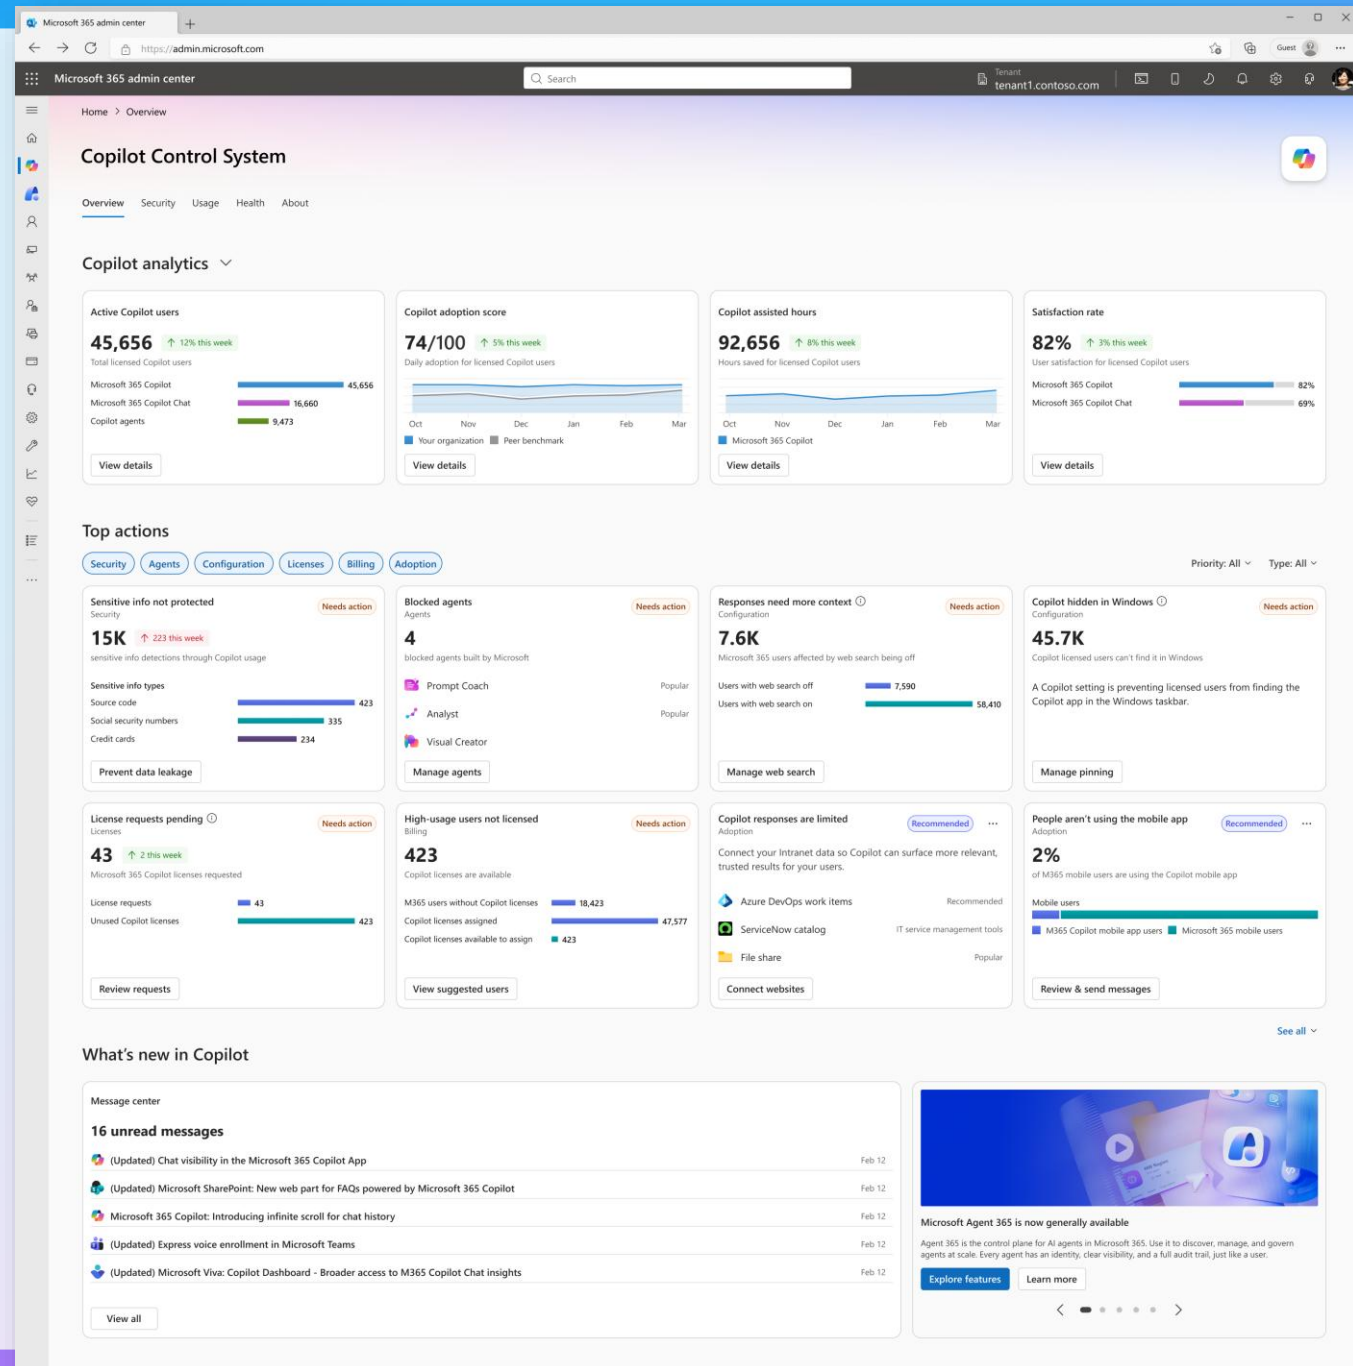 Microsoft 365 admin center
https://admin.microsoft.com
Guest
Microsoft 365 admin center
Search
Tenant
tenant1.contoso.com
Home > Overview
Copilot Control System
Overview Security Usage Health About
Copilot analytics
Active Copilot users
45,656 ↑ 12% this week
Total licensed Copilot users
Microsoft 365 Copilot 45,656
Microsoft 365 Copilot Chat 16,660
Copilot agents 9,473
View details
Copilot adoption score
74/100 ↑ 5% this week
Daily adoption for licensed Copilot users
Oct Nov Dec Jan Feb Mar
Your organization Peer benchmark
View details
Copilot assisted hours
92,656 ↑ 8% this week
Hours saved for licensed Copilot users
Oct Nov Dec Jan Feb Mar
Microsoft 365 Copilot
View details
Satisfaction rate
82% ↑ 3% this week
User satisfaction for licensed Copilot users
Microsoft 365 Copilot 82%
Microsoft 365 Copilot Chat 69%
View details
Top actions
Security Agents Configuration Licenses Billing Adoption
Priority: All Type: All
Sensitive info not protected Needs action
Security
15K ↑ 223 this week
sensitive info detections through Copilot usage
Sensitive info types
Source code 423
Social security numbers 335
Credit cards 234
Prevent data leakage
Blocked agents Needs action
Agents
4
blocked agents built by Microsoft
Prompt Coach Popular
Analyst Popular
Visual Creator
Manage agents
Responses need more context Needs action
Configuration
7.6K
Microsoft 365 users affected by web search being off
Users with web search off 7,590
Users with web search on 58,410
Manage web search
Copilot hidden in Windows Needs action
Configuration
45.7K
Copilot licensed users can't find it in Windows
A Copilot setting is preventing licensed users from finding the
Copilot app in the Windows taskbar.
Manage pinning
License requests pending Needs action
Licenses
43 ↑ 2 this week
Microsoft 365 Copilot licenses requested
License requests 43
Unused Copilot licenses 423
Review requests
High-usage users not licensed Needs action
Billing
423
Copilot licenses are available
M365 users without Copilot licenses 18,423
Copilot licenses assigned 47,577
Copilot licenses available to assign 423
View suggested users
Copilot responses are limited Recommended
Adoption
Connect your Intranet data so Copilot can surface more relevant,
trusted results for your users.
Azure DevOps work items Recommended
ServiceNow catalog IT service management tools
File share Popular
Connect websites
People aren't using the mobile app Recommended
Adoption
2%
of M365 mobile users are using the Copilot mobile app
Mobile users
M365 Copilot mobile app users Microsoft 365 mobile users
Review & send messages
See all
What's new in Copilot
Message center
16 unread messages
(Updated) Chat visibility in the Microsoft 365 Copilot App Feb 12
(Updated) Microsoft SharePoint: New web part for FAQs powered by Microsoft 365 Copilot Feb 12
Microsoft 365 Copilot: Introducing infinite scroll for chat history Feb 12
(Updated) Express voice enrollment in Microsoft Teams Feb 12
(Updated) Microsoft Viva: Copilot Dashboard - Broader access to M365 Copilot Chat insights Feb 12
View all
Microsoft Agent 365 is now generally available
Agent 365 is the control plane for AI agents in Microsoft 365. Use it to discover, manage, and govern
agents at scale. Every agent has an identity, clear visibility, and a full audit trail, just like a user.
Explore features Learn more